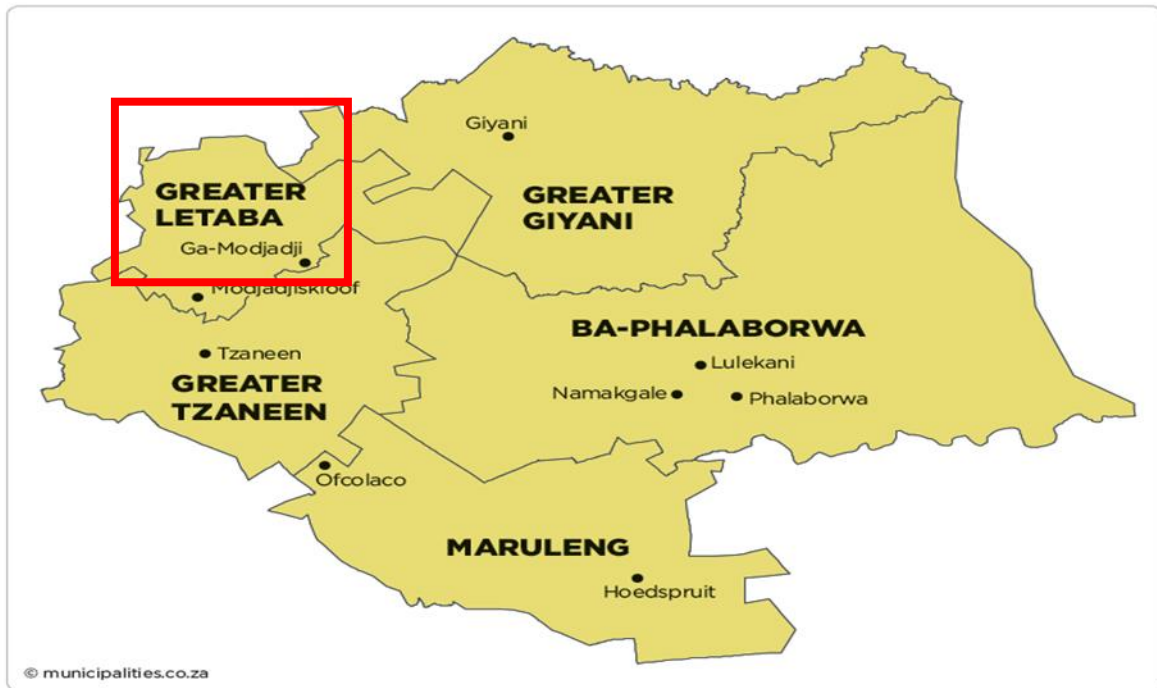 Giyani
GREATER
LETABA
GREATER
GIYANI
Ga-Modjadji
Modjadjiskloof
BA-PHALABORWA
Tzaneen
Lulekani
GREATER
TZANEEN
Namakgale
Phalaborwa
Ofcolaco
MARULENG
Hoedspruit
© municipalities.co.za